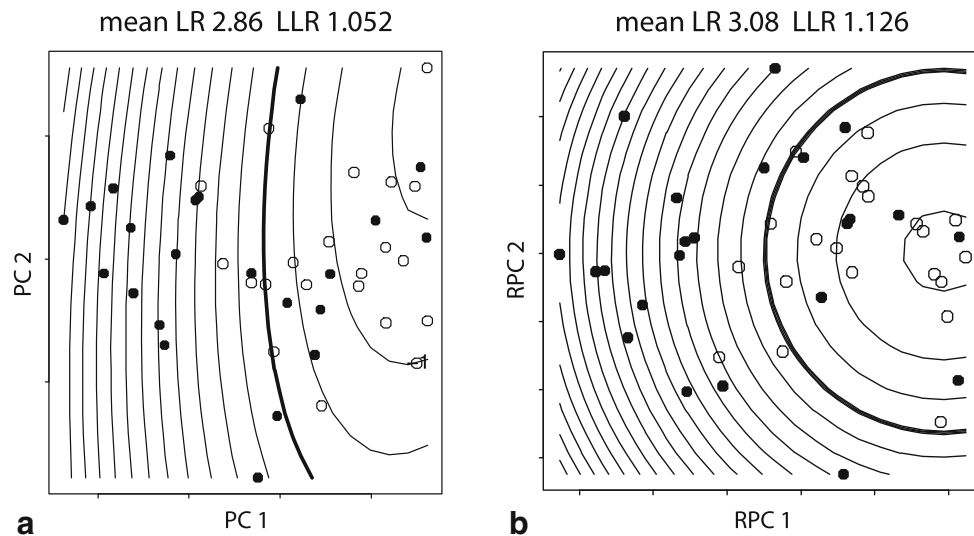 mean LR 2.86 LLR 1.052
mean LR 3.08 LLR 1.126
PC 2
RPC 2
a
PC 1
b
RPC 1